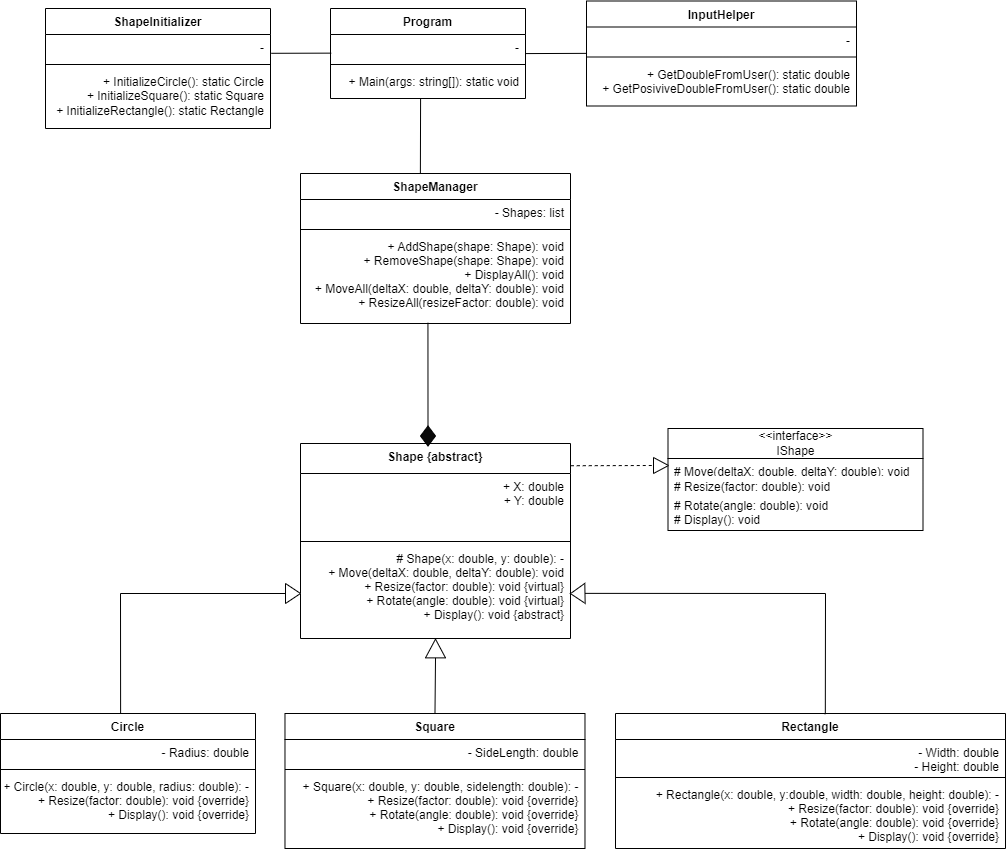 ShapeInitializer
-
+ InitializeCircle(): static Circle
+ InitializeSquare(): static Square
+ InitializeRectangle(): static Rectangle
Program
-
+ Main(args: string[]): static void
InputHelper
-
+ GetDoubleFromUser(): static double
+ GetPosiviveDoubleFromUser(): static double
ShapeManager
- Shapes: list
+ AddShape(shape: Shape): void
+ RemoveShape(shape: Shape): void
+ DisplayAll(): void
+ MoveAll(deltaX: double, deltaY: double): void
+ ResizeAll(resizeFactor: double): void
Shape {abstract}
+ X: double
+ Y: double
# Shape(x: double, y: double): -
+ Move(deltaX: double, deltaY: double): void
+ Resize(factor: double): void {virtual}
+ Rotate(angle: double): void {virtual}
+ Display(): void {abstract}
<<interface>>
IShape
# Move(deltaX: double, deltaY: double): void
# Resize(factor: double): void
# Rotate(angle: double): void
# Display(): void
Circle
- Radius: double
+ Circle(x: double, y: double, radius: double): -
+ Resize(factor: double): void {override}
+ Display(): void {override}
Square
- SideLength: double
+ Square(x: double, y: double, sidelength: double): -
+ Resize(factor: double): void {override}
+ Rotate(angle: double): void {override}
+ Display(): void {override}
Rectangle
- Width: double
- Height: double
+ Rectangle(x: double, y:double, width: double, height: double): -
+ Resize(factor: double): void {override}
+ Rotate(angle: double): void {override}
+ Display(): void {override}